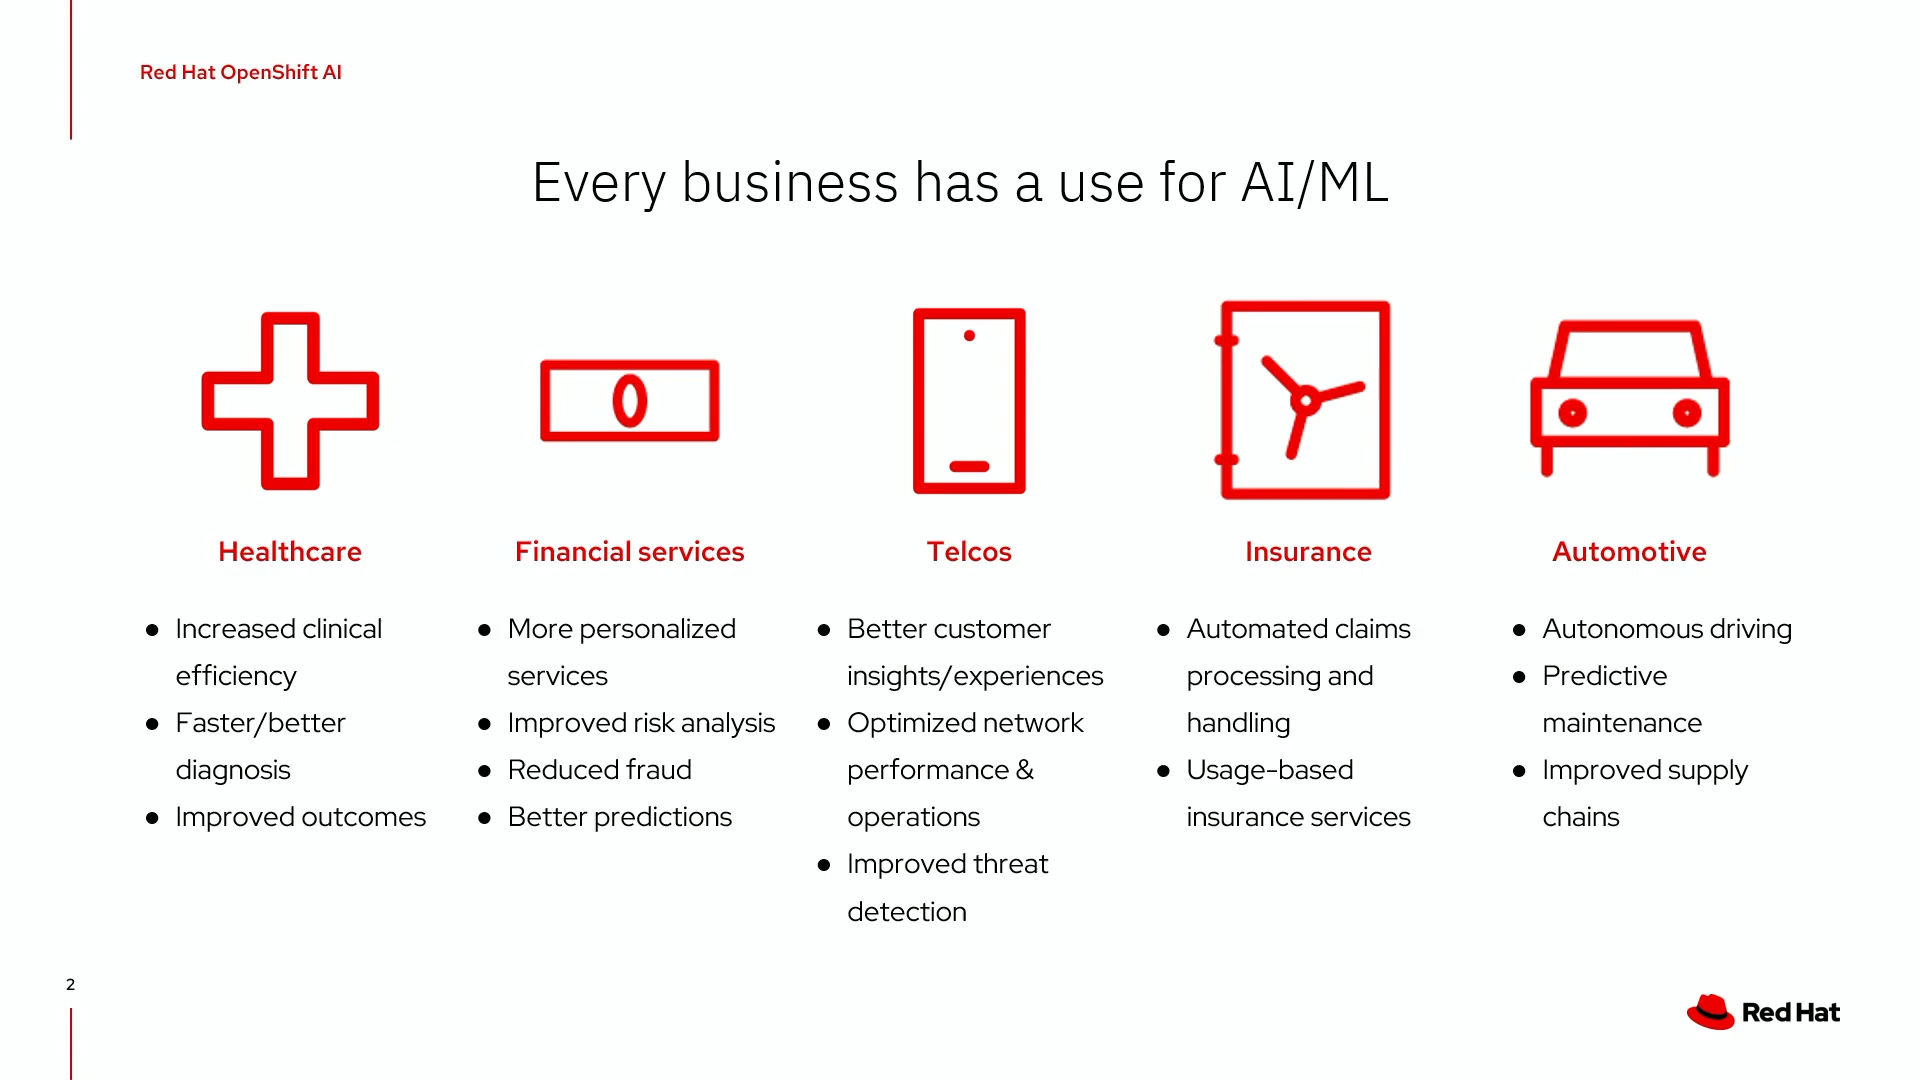 Red Hat OpenShift AI
Every business has a use for AI/ML
Healthcare
● Increased clinical
efficiency
● Faster/better
diagnosis
● Improved outcomes
Financial services
● More personalized
services
● Improved risk analysis
● Reduced fraud
● Better predictions
Telcos
● Better customer
insights/experiences
● Optimized network
performance &
operations
● Improved threat
detection
Insurance
● Automated claims
processing and
handling
● Usage-based
insurance services
Automotive
● Autonomous driving
● Predictive
maintenance
● Improved supply
chains
2
Red Hat